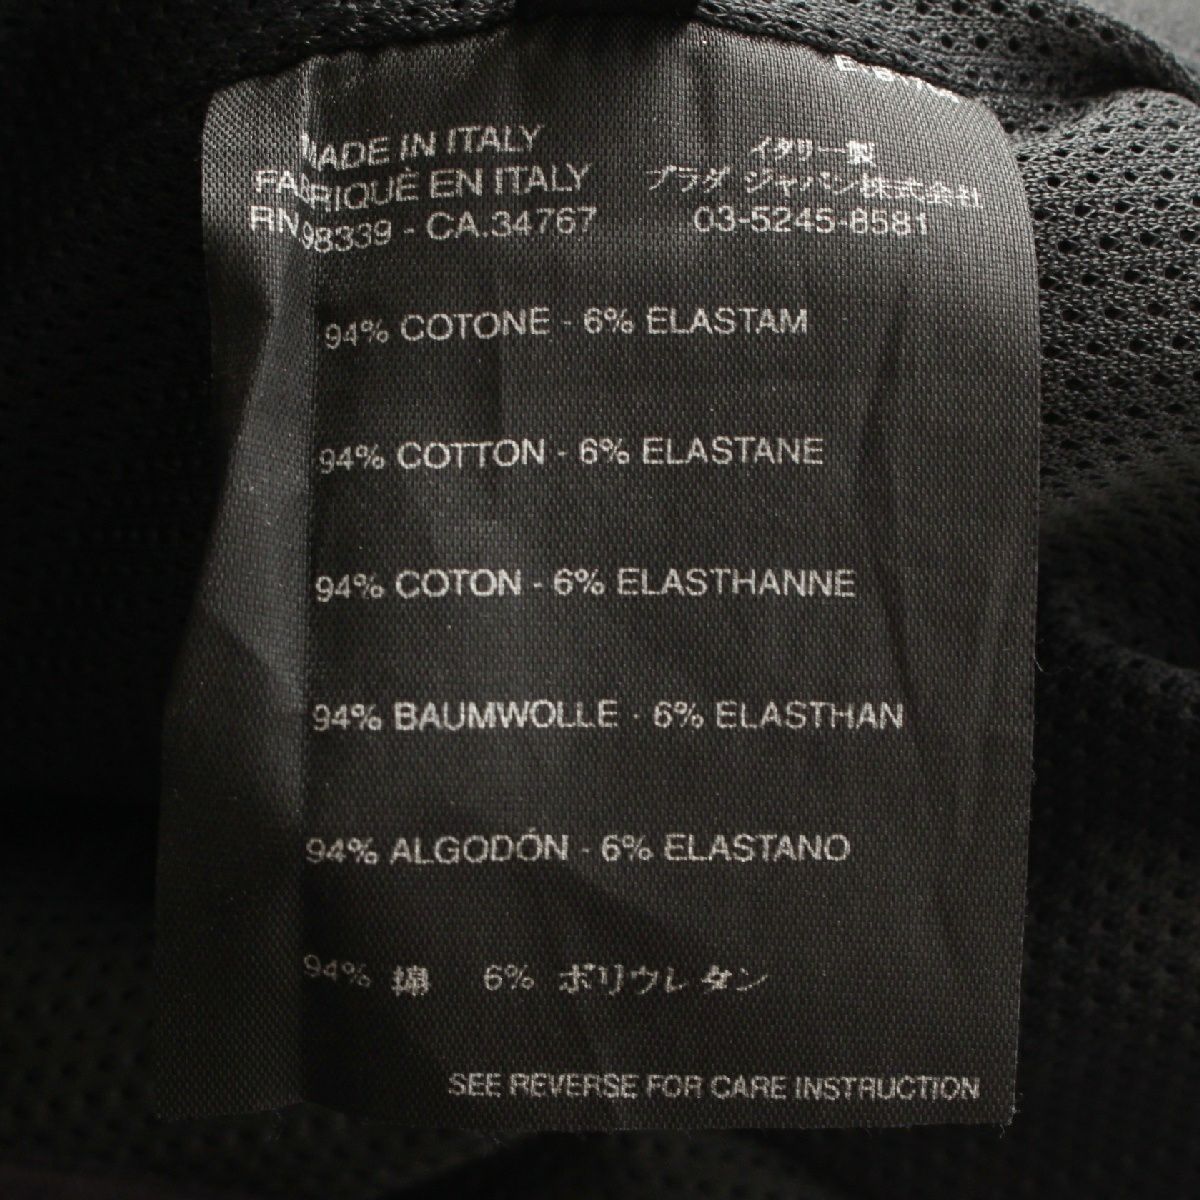 MADE IN ITALY
FABRIQUÉ EN ITALY
RN.98339 - CA.34767
イタリー製
プラダ ジャパン株式会社
03-5245-8581
94% COTONE - 6% ELASTAM
94% COTTON - 6% ELASTANE
94% COTON - 6% ELASTHANNE
94% BAUMWOLLE - 6% ELASTHAN
94% ALGODÓN - 6% ELASTANO
94% 綿 6% ポリウレタン
SEE REVERSE FOR CARE INSTRUCTION